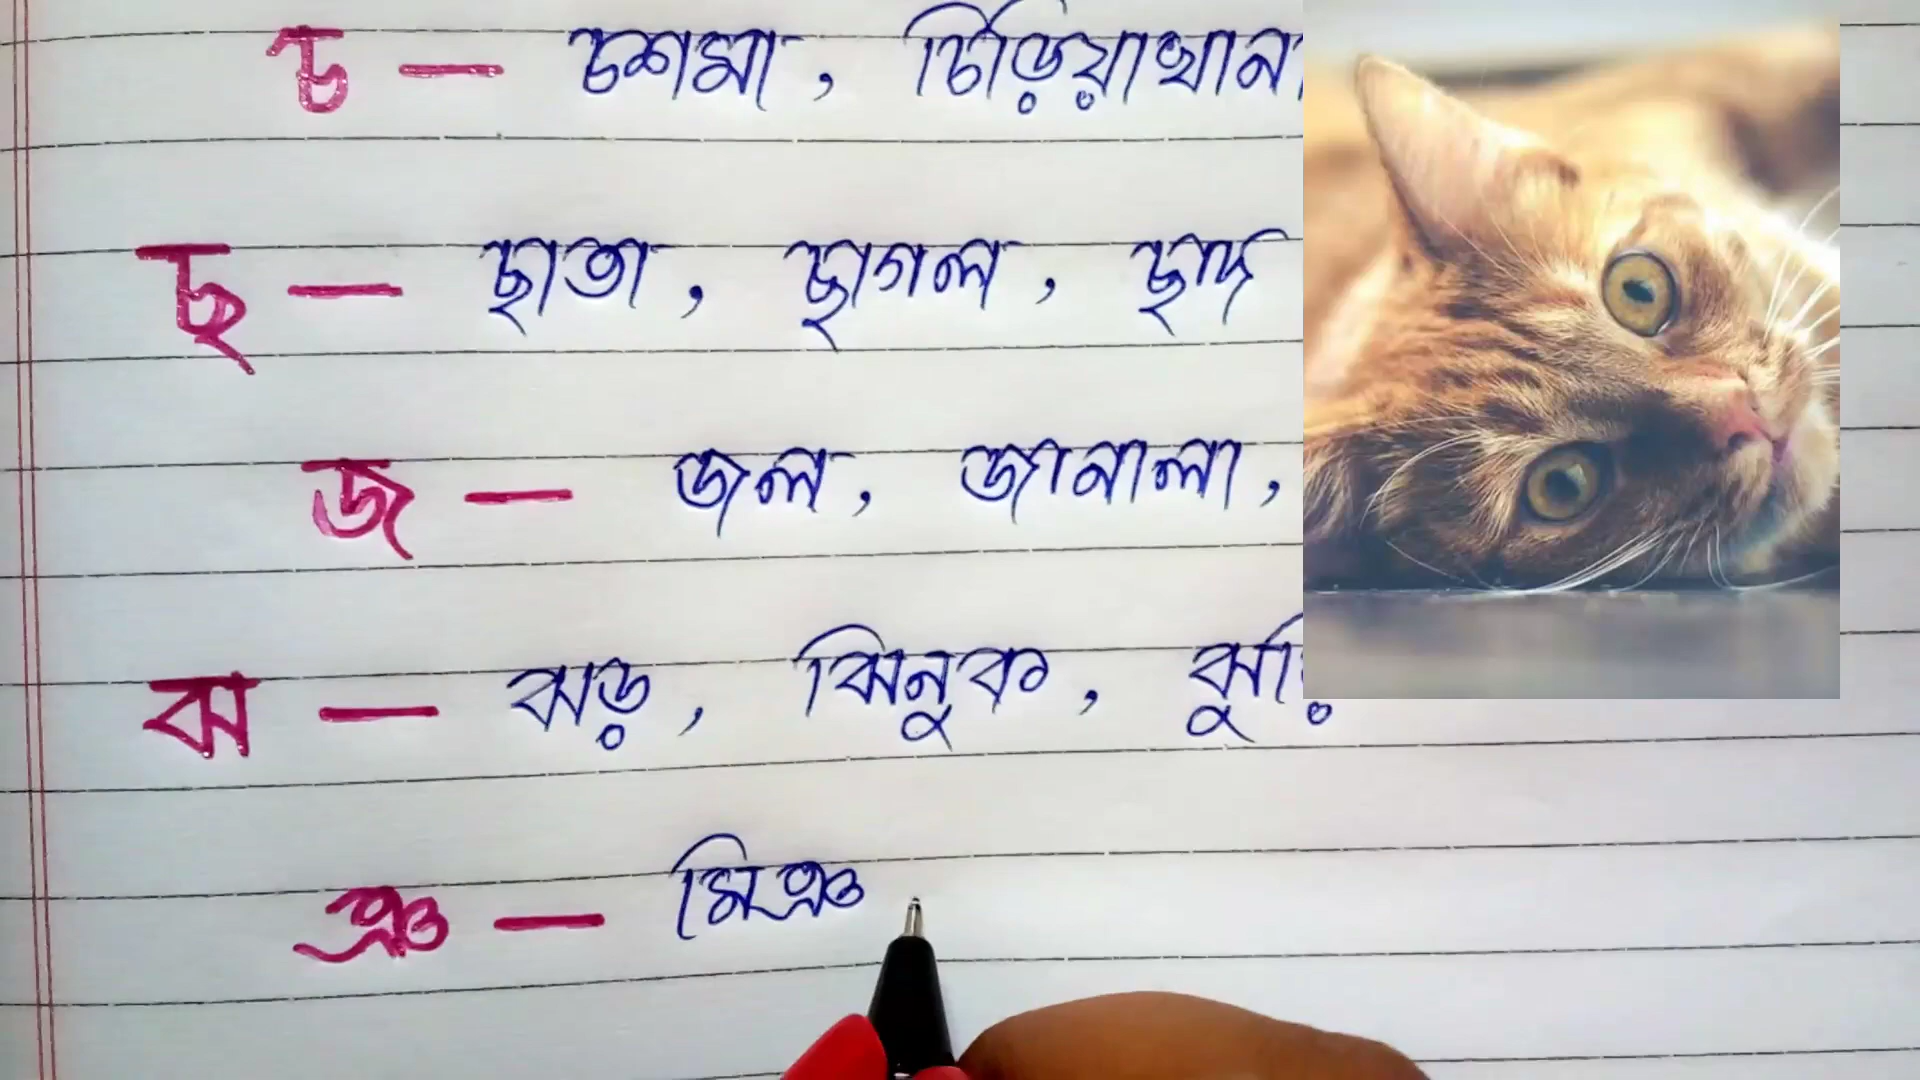 চ — চশমা, চিড়িয়াখানা
ছ — ছাতা, ছাগল, ছাদ
জ — জল, জানালা,
ঝ — ঝড়, ঝিনুক, ঝুড়ি
ঞ — মিঞ